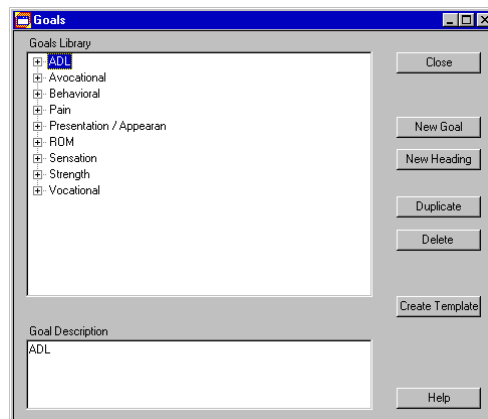 Goals
Goals Library
ADL
Avocational
Behavioral
Pain
Presentation / Appearan
ROM
Sensation
Strength
Vocational
Close
New Goal
New Heading
Duplicate
Delete
Create Template
Goal Description
ADL
Help